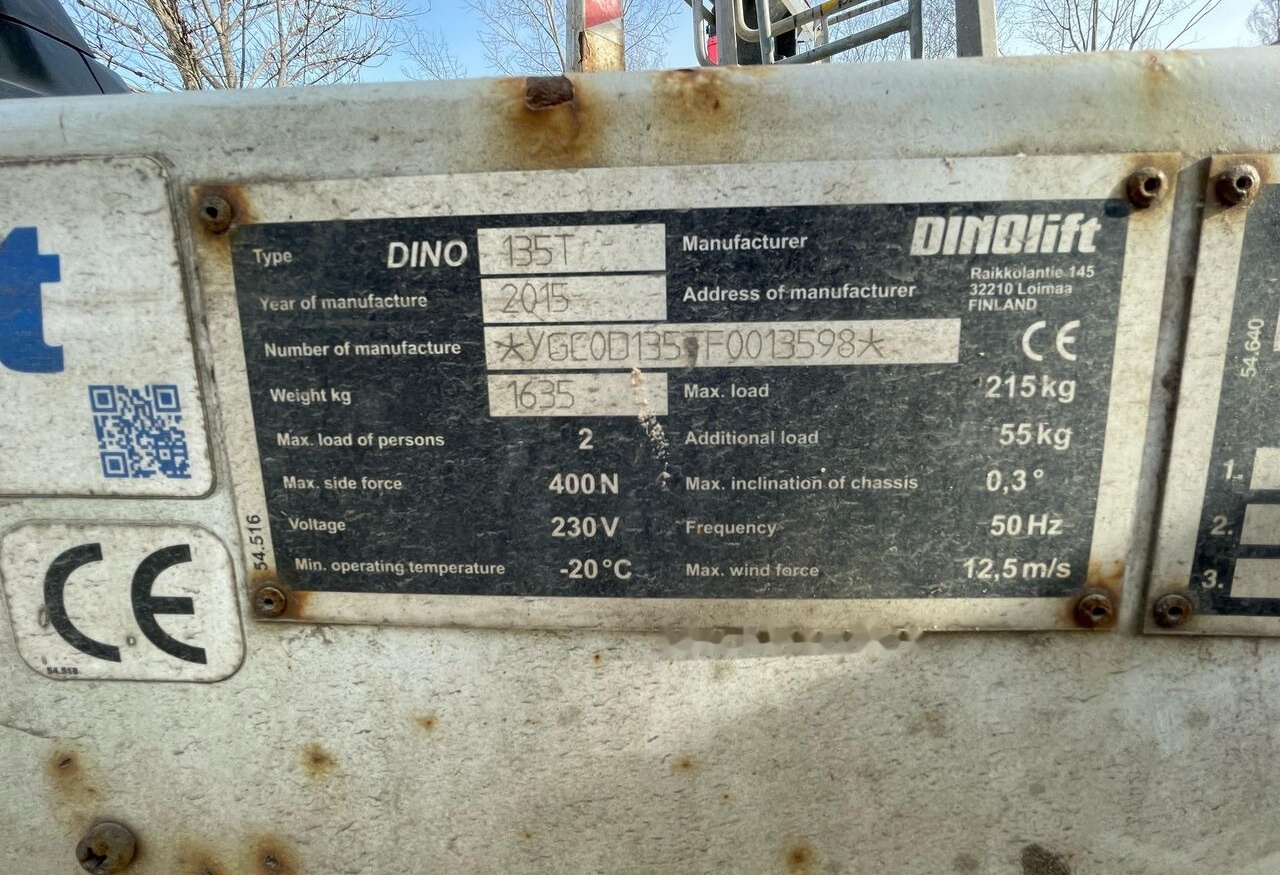 t
Type DINO 135T Manufacturer DINOlift
Raikkolantie 145
Year of manufacture 2015 Address of manufacturer 32210 Loimaa
FINLAND
Number of manufacture *YGC0D135TF0013598* CE
Weight kg 1635 Max. load 215 kg
Max. load of persons 2 Additional load 55 kg
Max. side force 400 N Max. inclination of chassis 0,3°
Voltage 230 V Frequency 50 Hz
Min. operating temperature -20 °C Max. wind force 12,5 m/s
54.516
CE
54.518
54.640
1.
2.
3.